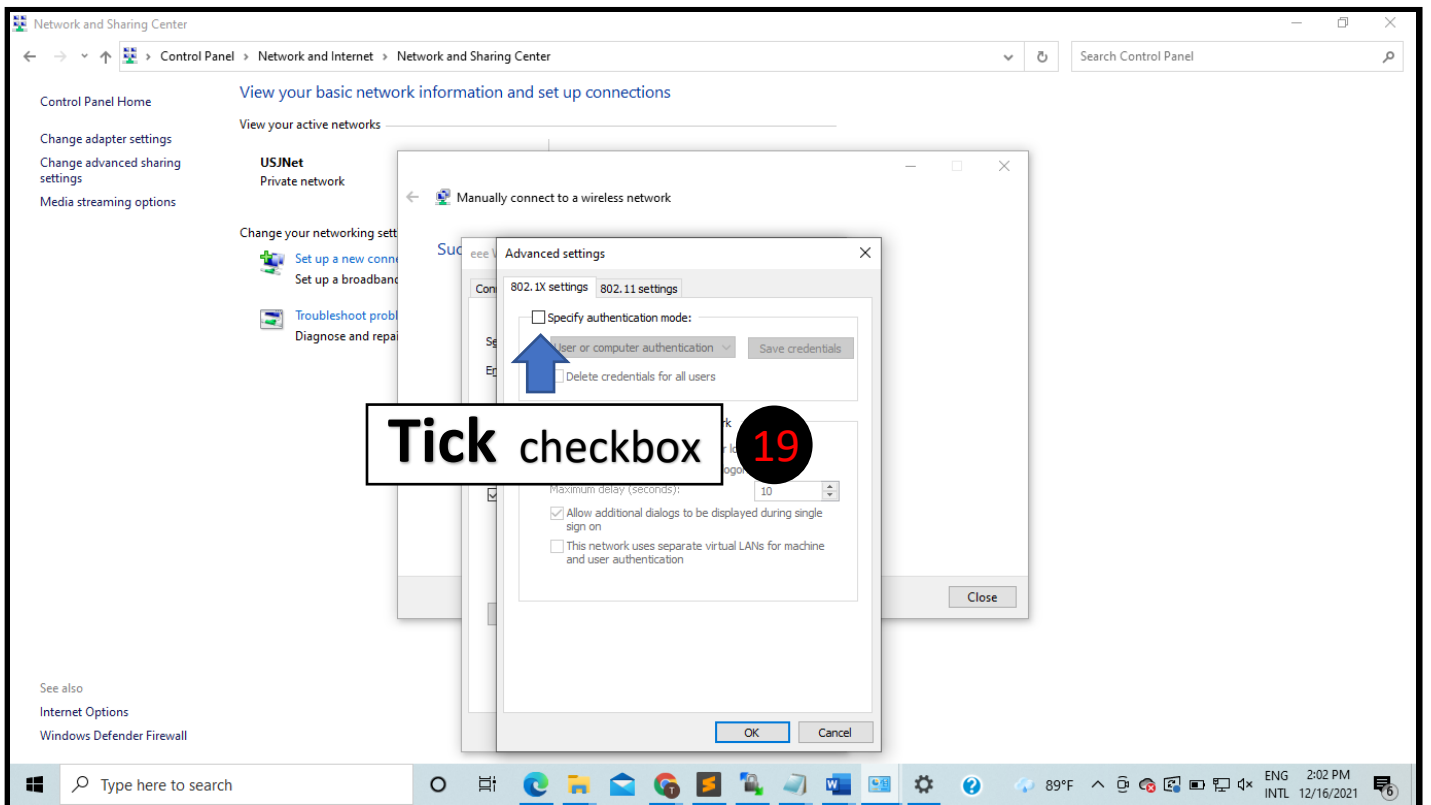 Network and Sharing Center
Control Panel > Network and Internet > Network and Sharing Center
Search Control Panel
Control Panel Home
Change adapter settings
Change advanced sharing
settings
Media streaming options
View your basic network information and set up connections
View your active networks
USJNet
Private network
Change your networking sett
Set up a new conne
Set up a broadband
Troubleshoot probl
Diagnose and repai
Manually connect to a wireless network
Suc
eee W
Con
Advanced settings
802.1X settings
802.11 settings
Specify authentication mode:
User or computer authentication
Save credentials
Delete credentials for all users
Tick checkbox
19
Maximum delay (seconds):
10
Allow additional dialogs to be displayed during single
sign on
This network uses separate virtual LANs for machine
and user authentication
OK
Cancel
Close
See also
Internet Options
Windows Defender Firewall
Type here to search
89°F
ENG
INTL
2:02 PM
12/16/2021
6